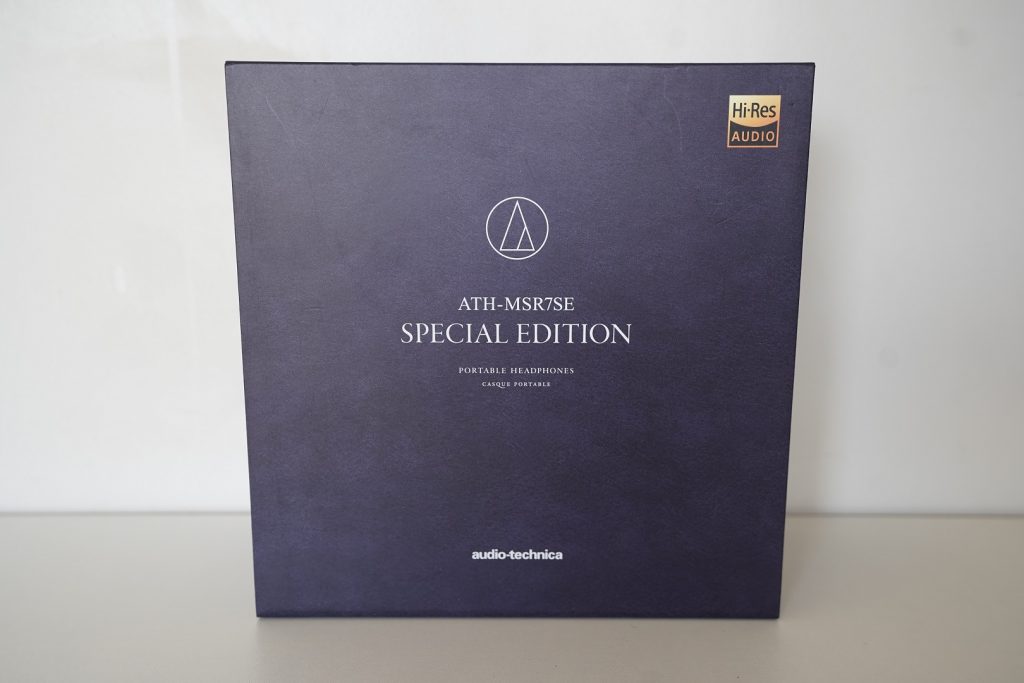 Hi-Res
AUDIO
ATH-MSR7SE
SPECIAL EDITION
PORTABLE HEADPHONES
CASQUE PORTABLE
audio-technica